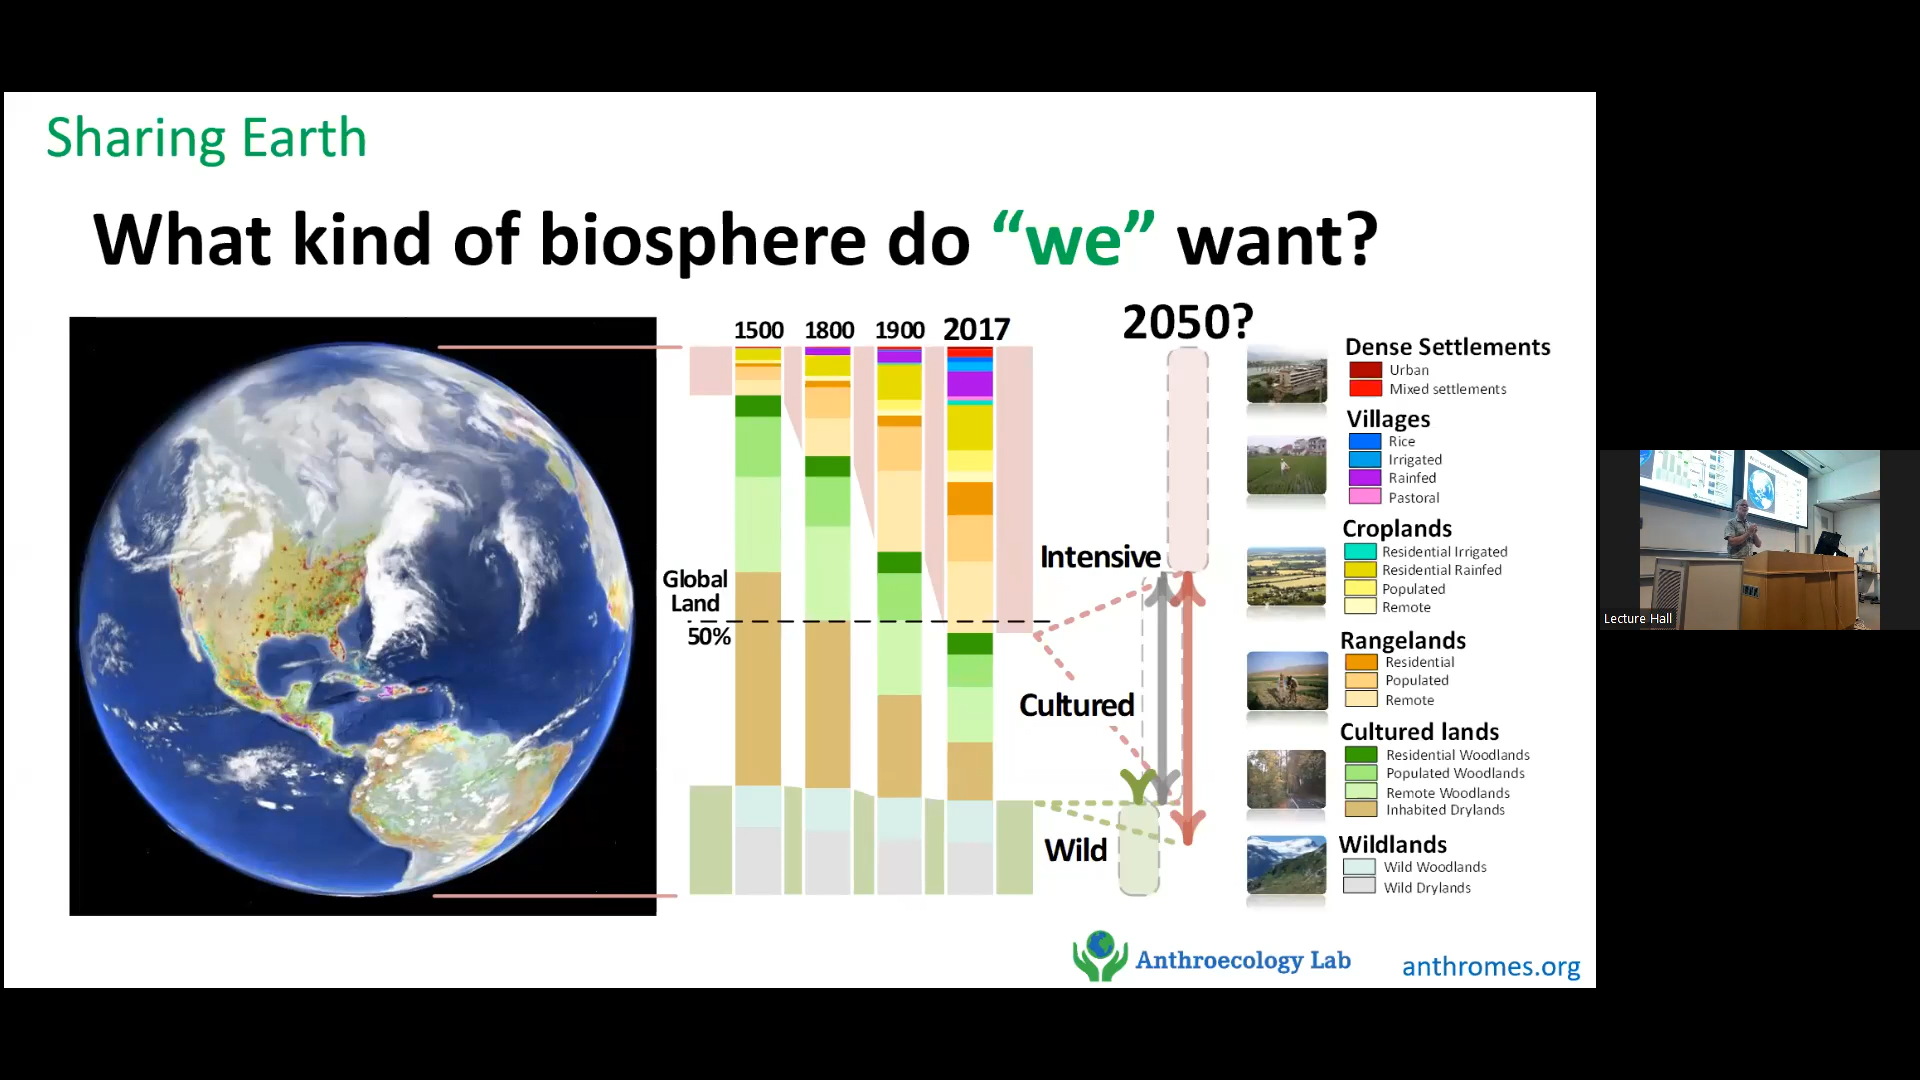 Sharing Earth
What kind of biosphere do “we” want?
1500
1800
1900
2017
2050?
Global
Land
50%
Intensive
Cultured
Wild
Dense Settlements
Urban
Mixed settlements
Villages
Rice
Irrigated
Rainfed
Pastoral
Croplands
Residential Irrigated
Residential Rainfed
Populated
Remote
Rangelands
Residential
Populated
Remote
Cultured lands
Residential Woodlands
Populated Woodlands
Remote Woodlands
Inhabited Drylands
Wildlands
Wild Woodlands
Wild Drylands
Anthroecology Lab
anthromes.org
Lecture Hall